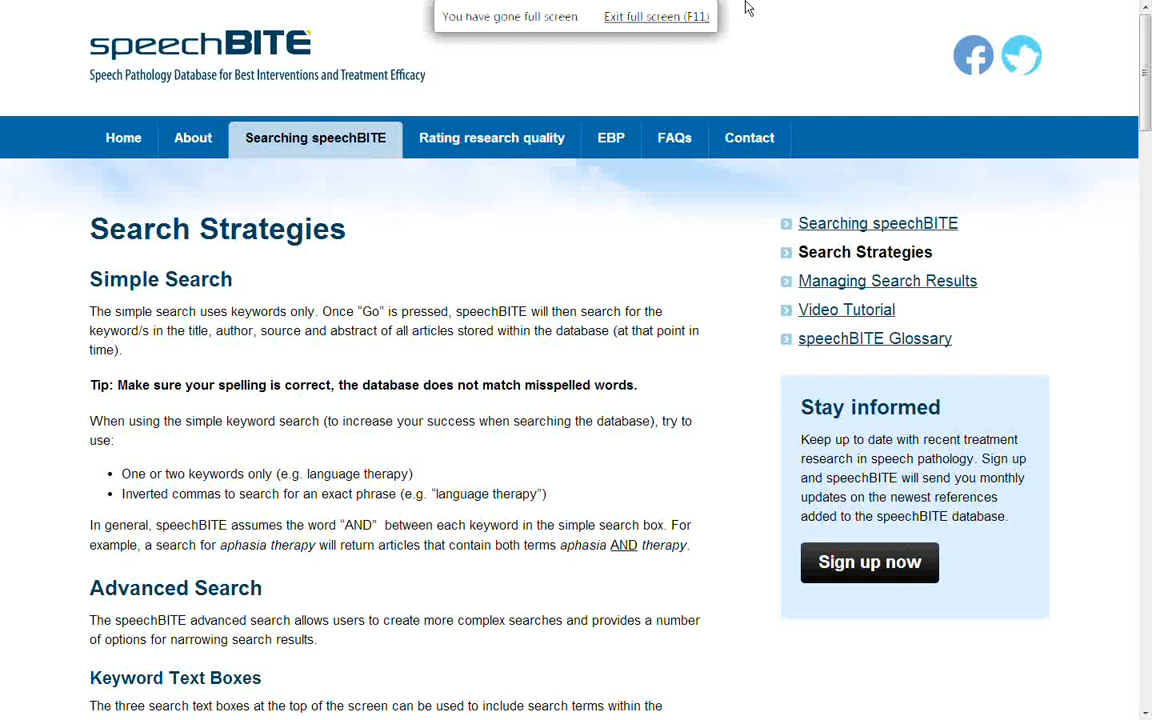 You have gone full screen. Exit full screen (F11)
speechBITE
Speech Pathology Database for Best Interventions and Treatment Efficacy
Home About Searching speechBITE Rating research quality EBP FAQs Contact
Search Strategies
Simple Search
The simple search uses keywords only. Once “Go” is pressed, speechBITE will then search for the
keyword/s in the title, author, source and abstract of all articles stored within the database (at that point in
time).
Tip: Make sure your spelling is correct, the database does not match misspelled words.
When using the simple keyword search (to increase your success when searching the database), try to
use:
• One or two keywords only (e.g. language therapy)
• Inverted commas to search for an exact phrase (e.g. “language therapy”)
In general, speechBITE assumes the word “AND” between each keyword in the simple search box. For
example, a search for aphasia therapy will return articles that contain both terms aphasia AND therapy.
Advanced Search
The speechBITE advanced search allows users to create more complex searches and provides a number
of options for narrowing search results.
Keyword Text Boxes
The three search text boxes at the top of the screen can be used to include search terms within the
Searching speechBITE
Search Strategies
Managing Search Results
Video Tutorial
speechBITE Glossary
Stay informed
Keep up to date with recent treatment
research in speech pathology. Sign up
and speechBITE will send you monthly
updates on the newest references
added to the speechBITE database.
Sign up now